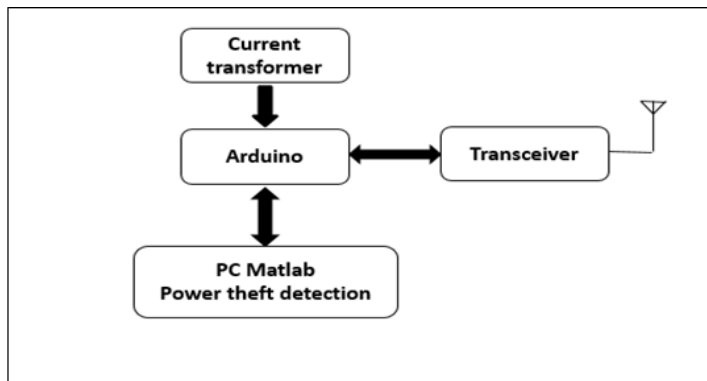 Current
transformer
Arduino
Transceiver
PC Matlab
Power theft detection